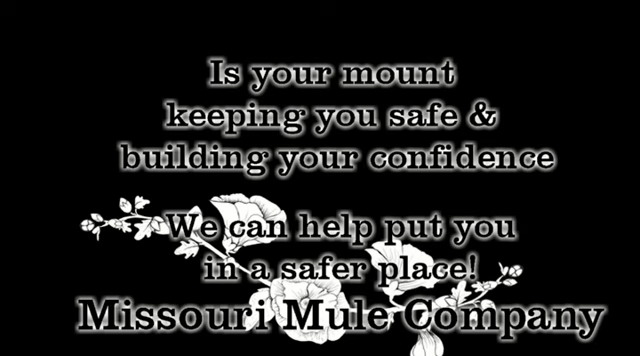 Is your mount
keeping you safe &
building your confidence
We can help put you
in a safer place!
Missouri Mule Company